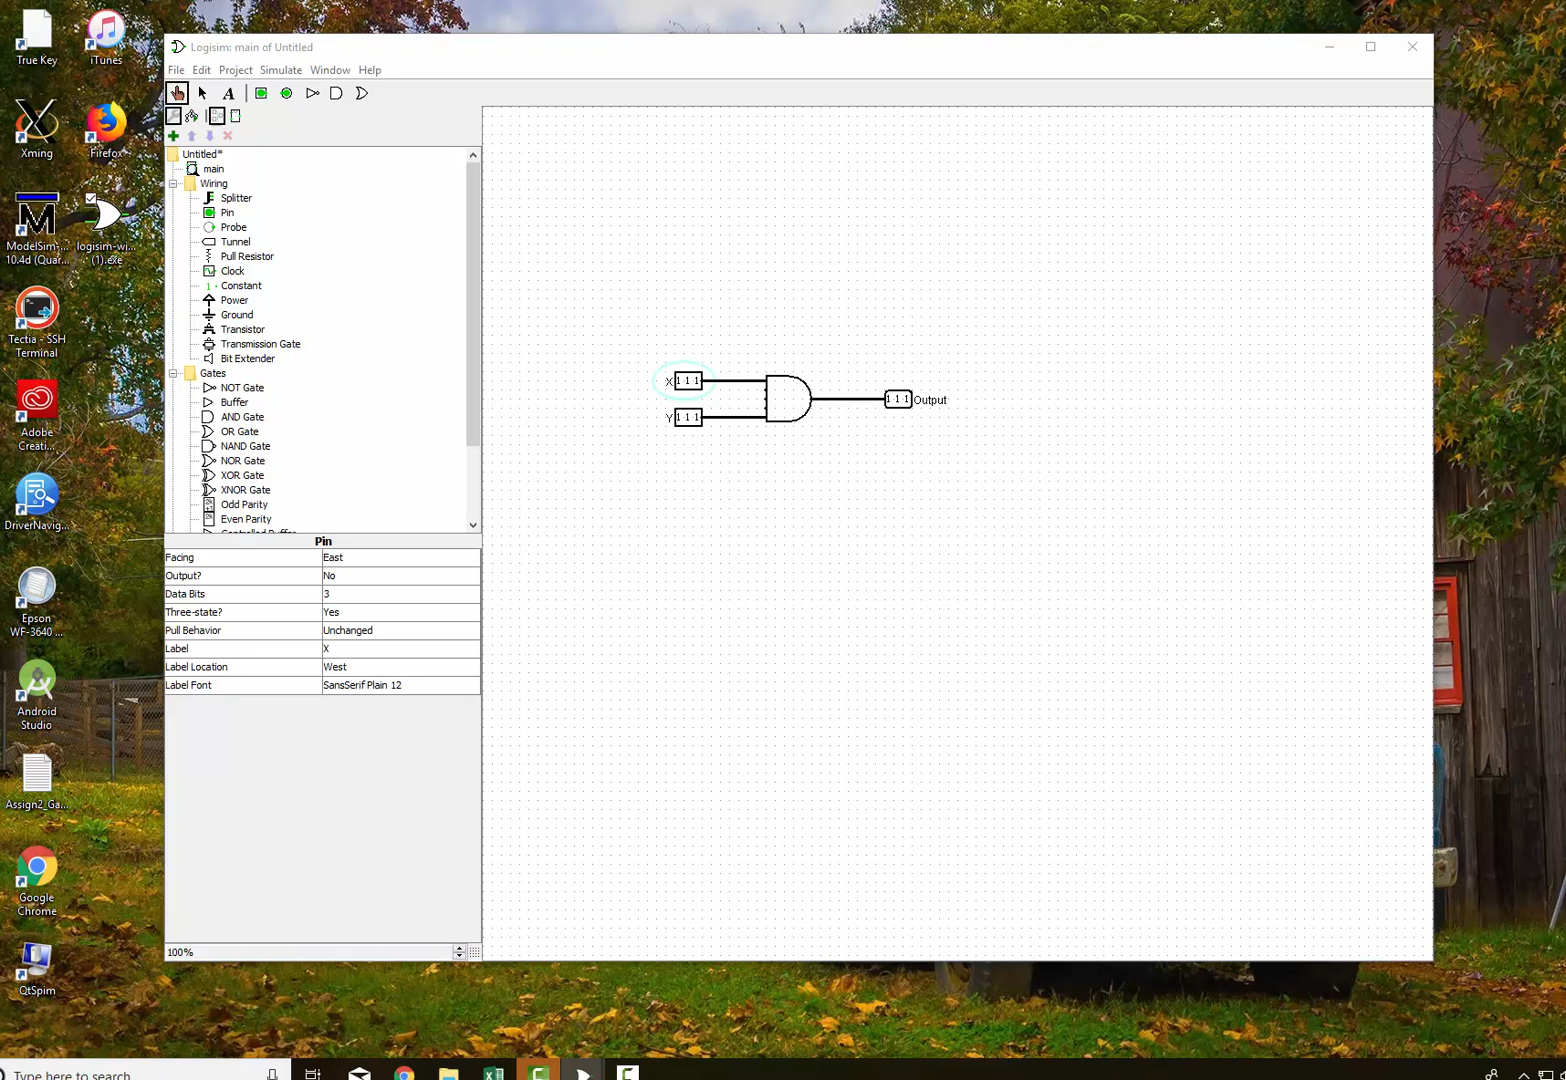 True Key
iTunes
Xming
Firefox
ModelSim-...
10.4d (Quar...
logisim-wi...
(1).exe
Tectia - SSH
Terminal
Adobe
Creati...
DriverNavig...
Epson
WF-3640 ...
Android
Studio
Assign2_Ga...
Google
Chrome
QtSpim
Logisim: main of Untitled
File Edit Project Simulate Window Help
A
Untitled*
main
Wiring
Splitter
Pin
Probe
Tunnel
Pull Resistor
Clock
1 Constant
Power
Ground
Transistor
Transmission Gate
Bit Extender
Gates
NOT Gate
Buffer
AND Gate
OR Gate
NAND Gate
NOR Gate
XOR Gate
XNOR Gate
Odd Parity
Even Parity
Controlled Buffer
Pin
Facing East
Output? No
Data Bits 3
Three-state? Yes
Pull Behavior Unchanged
Label X
Label Location West
Label Font SansSerif Plain 12
100%
X 1 1 1
Y 1 1 1
1 1 1 Output
Type here to search